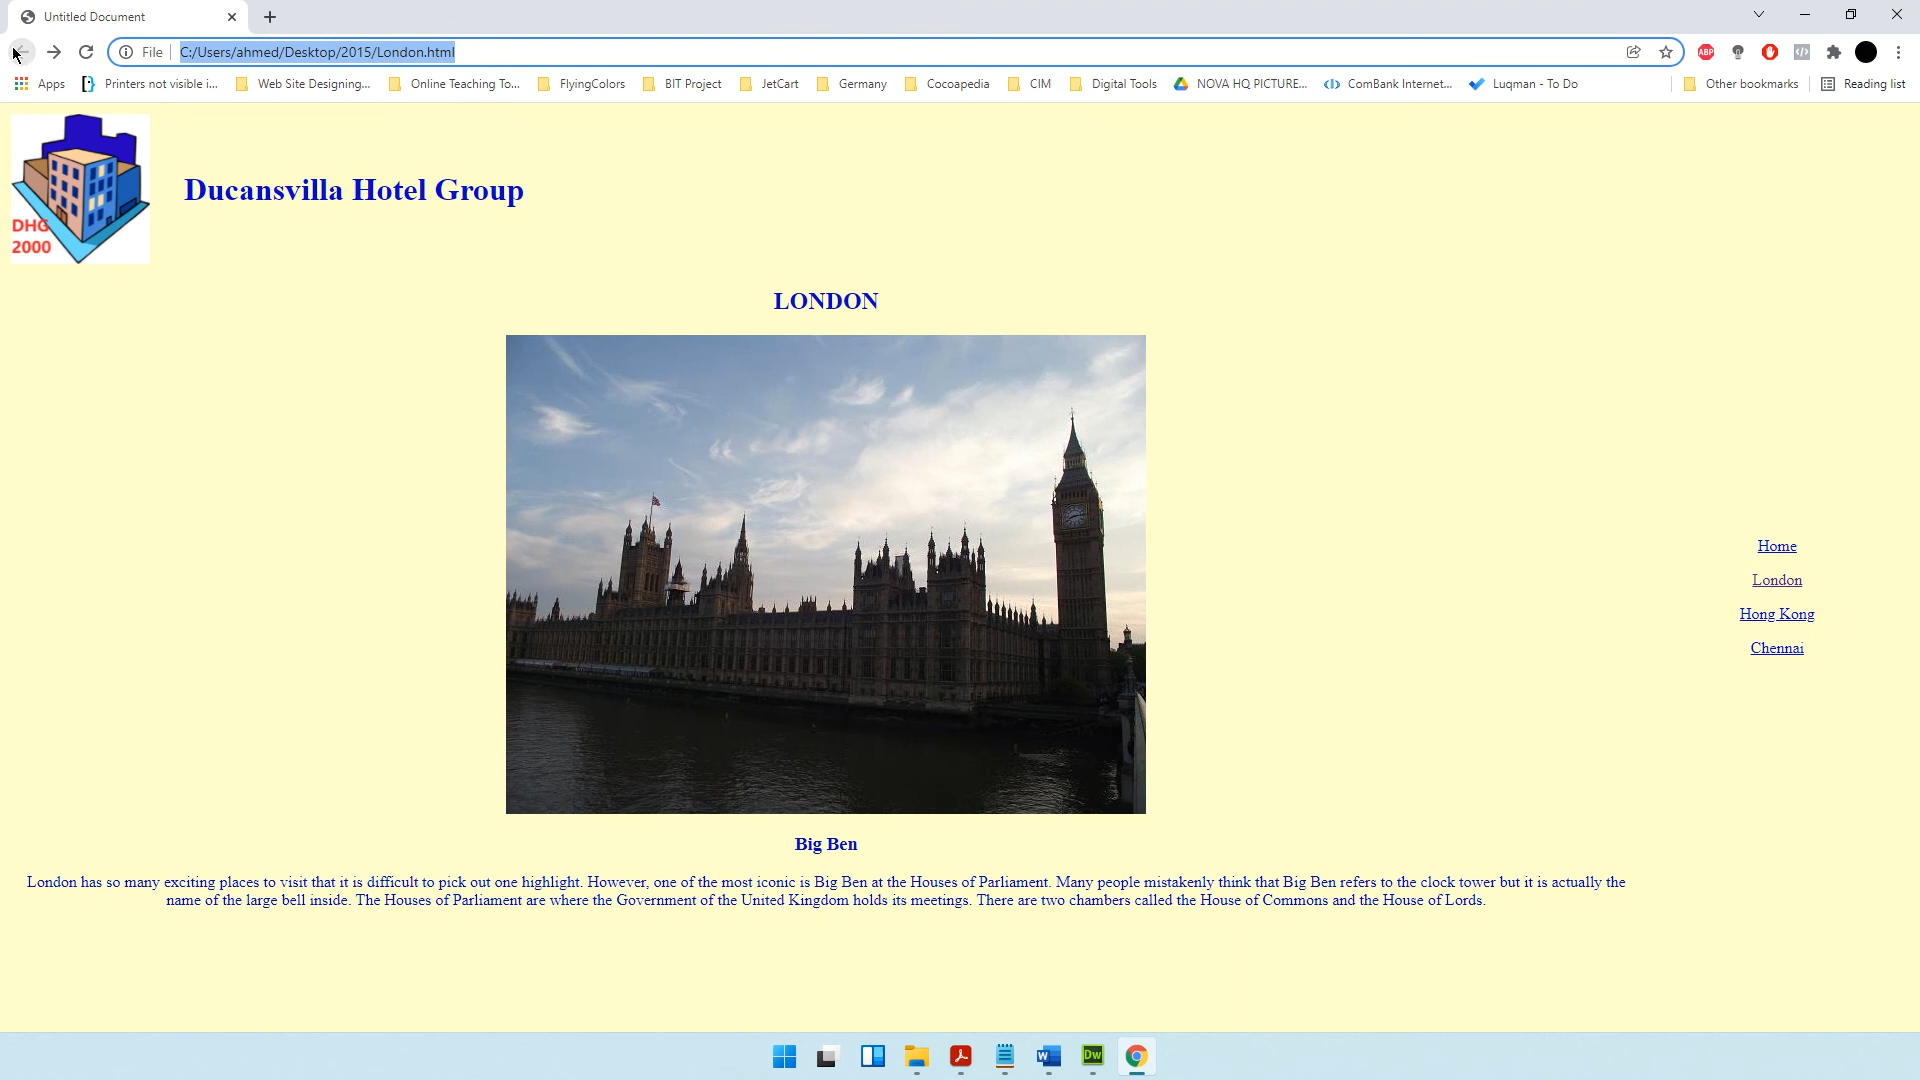 Untitled Document
File
C:/Users/ahmed/Desktop/2015/London.html
ABP
Apps
Printers not visible i...
Web Site Designing...
Online Teaching To...
FlyingColors
BIT Project
JetCart
Germany
Cocoapedia
CIM
Digital Tools
NOVA HQ PICTURE...
ComBank Internet...
Luqman - To Do
Other bookmarks
Reading list
DHG
2000
Ducansvilla Hotel Group
LONDON
Home
London
Hong Kong
Chennai
Big Ben
London has so many exciting places to visit that it is difficult to pick out one highlight. However, one of the most iconic is Big Ben at the Houses of Parliament. Many people mistakenly think that Big Ben refers to the clock tower but it is actually the
name of the large bell inside. The Houses of Parliament are where the Government of the United Kingdom holds its meetings. There are two chambers called the House of Commons and the House of Lords.
W
Dw